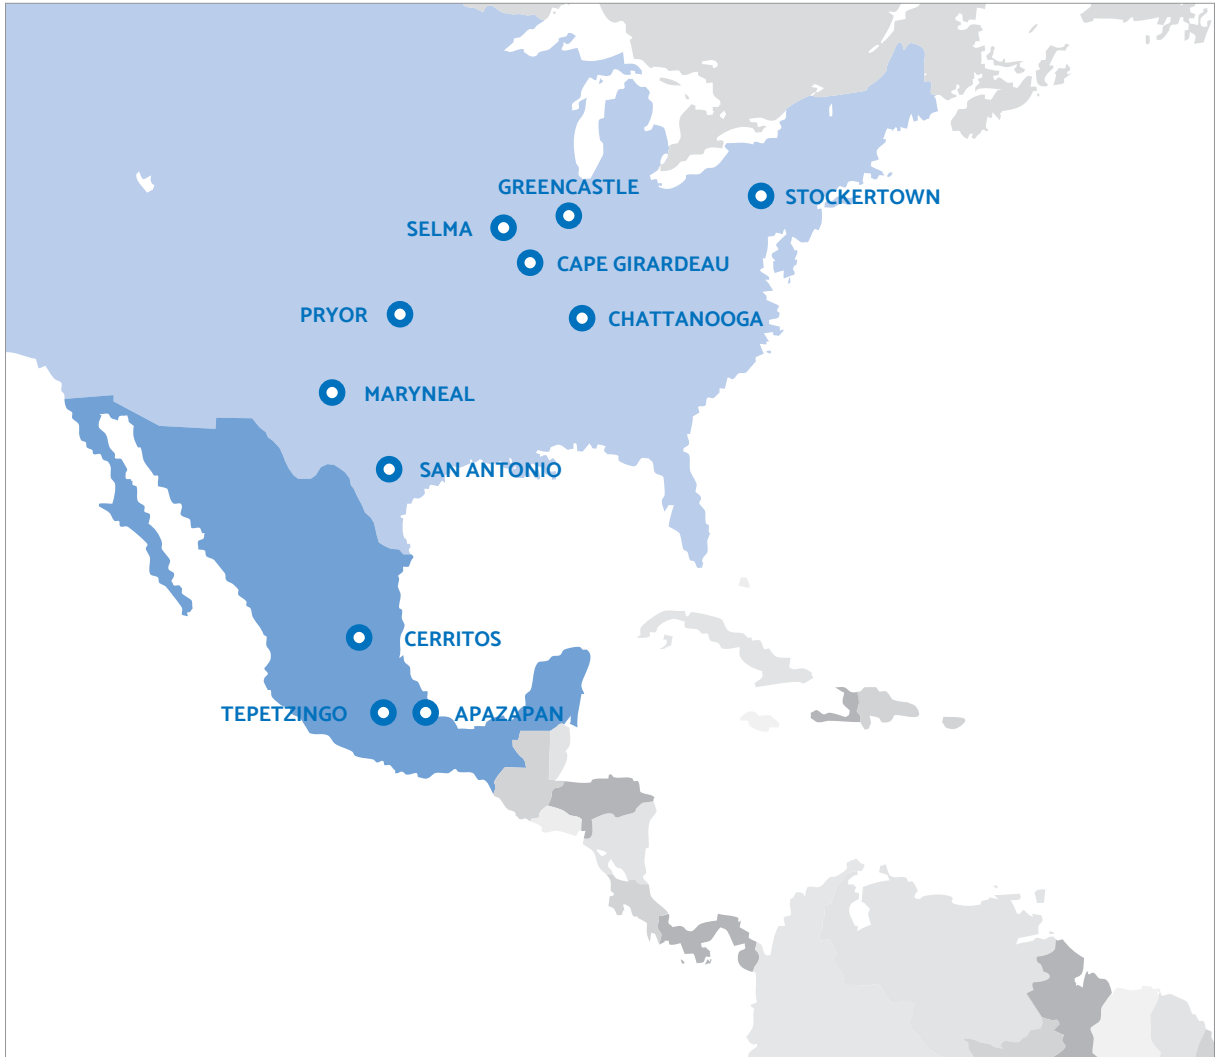 GREENCASTLE
STOCKERTOWN
SELMA
CAPE GIRARDEAU
PRYOR
CHATTANOOGA
MARYNEAL
SAN ANTONIO
CERRITOS
TEPETZINGO
APAZAPAN